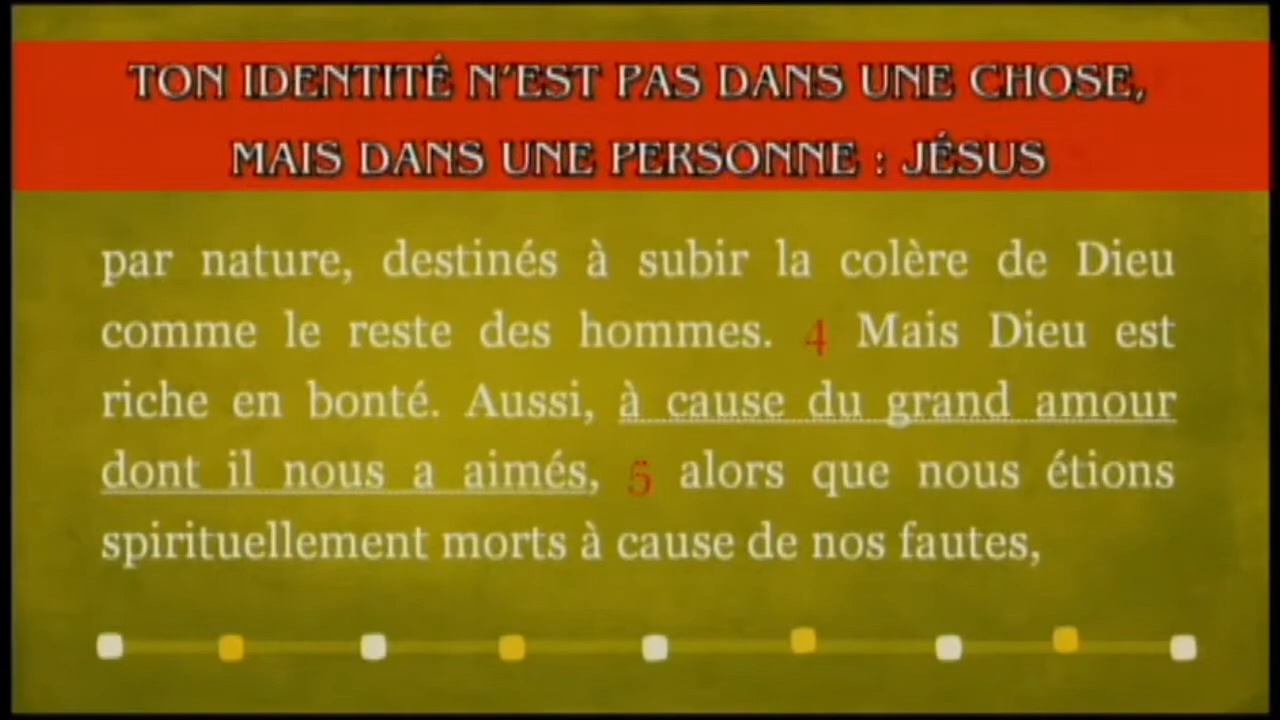 TON IDENTITÉ N'EST PAS DANS UNE CHOSE,
MAIS DANS UNE PERSONNE : JÉSUS
par nature, destinés à subir la colère de Dieu
comme le reste des hommes. 4 Mais Dieu est
riche en bonté. Aussi, à cause du grand amour
dont il nous a aimés, 5 alors que nous étions
spirituellement morts à cause de nos fautes,